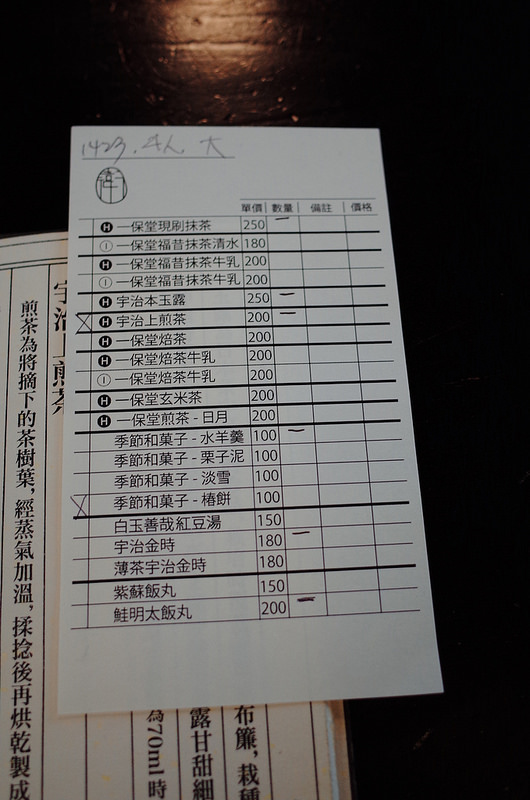 1423. 4人 大
單價 數量 備註 價格
H 一保堂現刷抹茶 250 一
I 一保堂福昔抹茶清水 180
H 一保堂福昔抹茶牛乳 200
I 一保堂福昔抹茶牛乳 200
H 宇治本玉露 250 一
H 宇治上煎茶 200 一
H 一保堂焙茶 200
H 一保堂焙茶牛乳 200
I 一保堂焙茶牛乳 200
H 一保堂玄米茶 200
H 一保堂煎茶 - 日月 200
季節和菓子 - 水羊羹 100 一
季節和菓子 - 栗子泥 100
季節和菓子 - 淡雪 100
季節和菓子 - 椿餅 100
白玉善哉紅豆湯 150
宇治金時 180 一
薄茶宇治金時 180
紫蘇飯丸 150
鮭明太飯丸 200 一
宇治上煎茶
煎茶為將摘下的茶樹葉，經蒸氣加溫，揉捻後再烘乾製成
布簾，栽種
露甘甜細
為70ml時